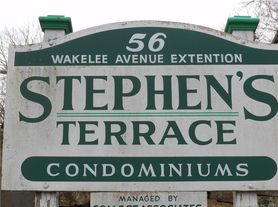 56
WAKELEE AVENUE EXTENTION
STEPHEN'S
TERRACE
CONDOMINIUMS
MANAGED BY